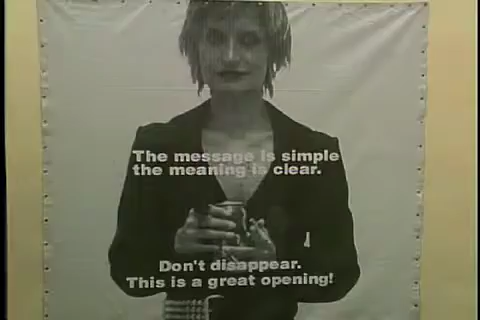 The message is simple
the meaning is clear.
Don't disappear.
This is a great opening!